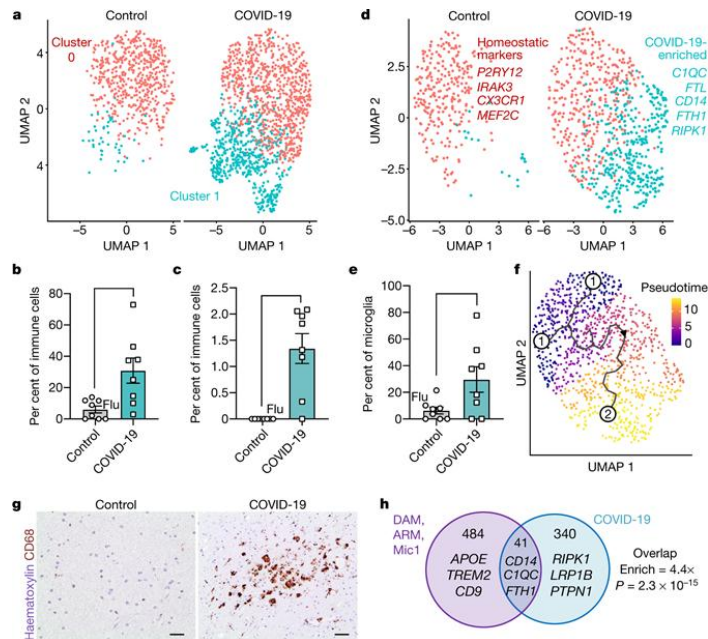 a
Control
COVID-19
Cluster
0
Cluster 1
UMAP 2
4
0
4
−5
0
5
−5
0
5
UMAP 1
UMAP 1
d
Control
COVID-19
Homeostatic
markers
P2RY12
IRAK3
CX3CR1
MEF2C
COVID-19-
enriched
C1QC
FTL
CD14
FTH1
RIPK1
UMAP 2
2.5
0
−2.5
−5.0
−3
0
3
6
−3
0
3
6
UMAP 1
UMAP 1
b
Per cent of immune cells
80
60
40
20
0
Flu
Control
COVID-19
c
Per cent of immune cells
2.5
2.0
1.5
1.0
0.5
0
Flu
Control
COVID-19
e
Per cent of microglia
100
80
60
40
20
0
Flu
Control
COVID-19
f
Pseudotime
10
5
0
1
1
2
UMAP 2
UMAP 1
g
Control
COVID-19
Haematoxylin CD68
h
DAM,
ARM,
Mic1
COVID-19
484
41
340
APOE
TREM2
CD9
CD14
C1QC
FTH1
RIPK1
LRP1B
PTPN1
Overlap
Enrich = 4.4×
P = 2.3 × 10⁻¹⁵